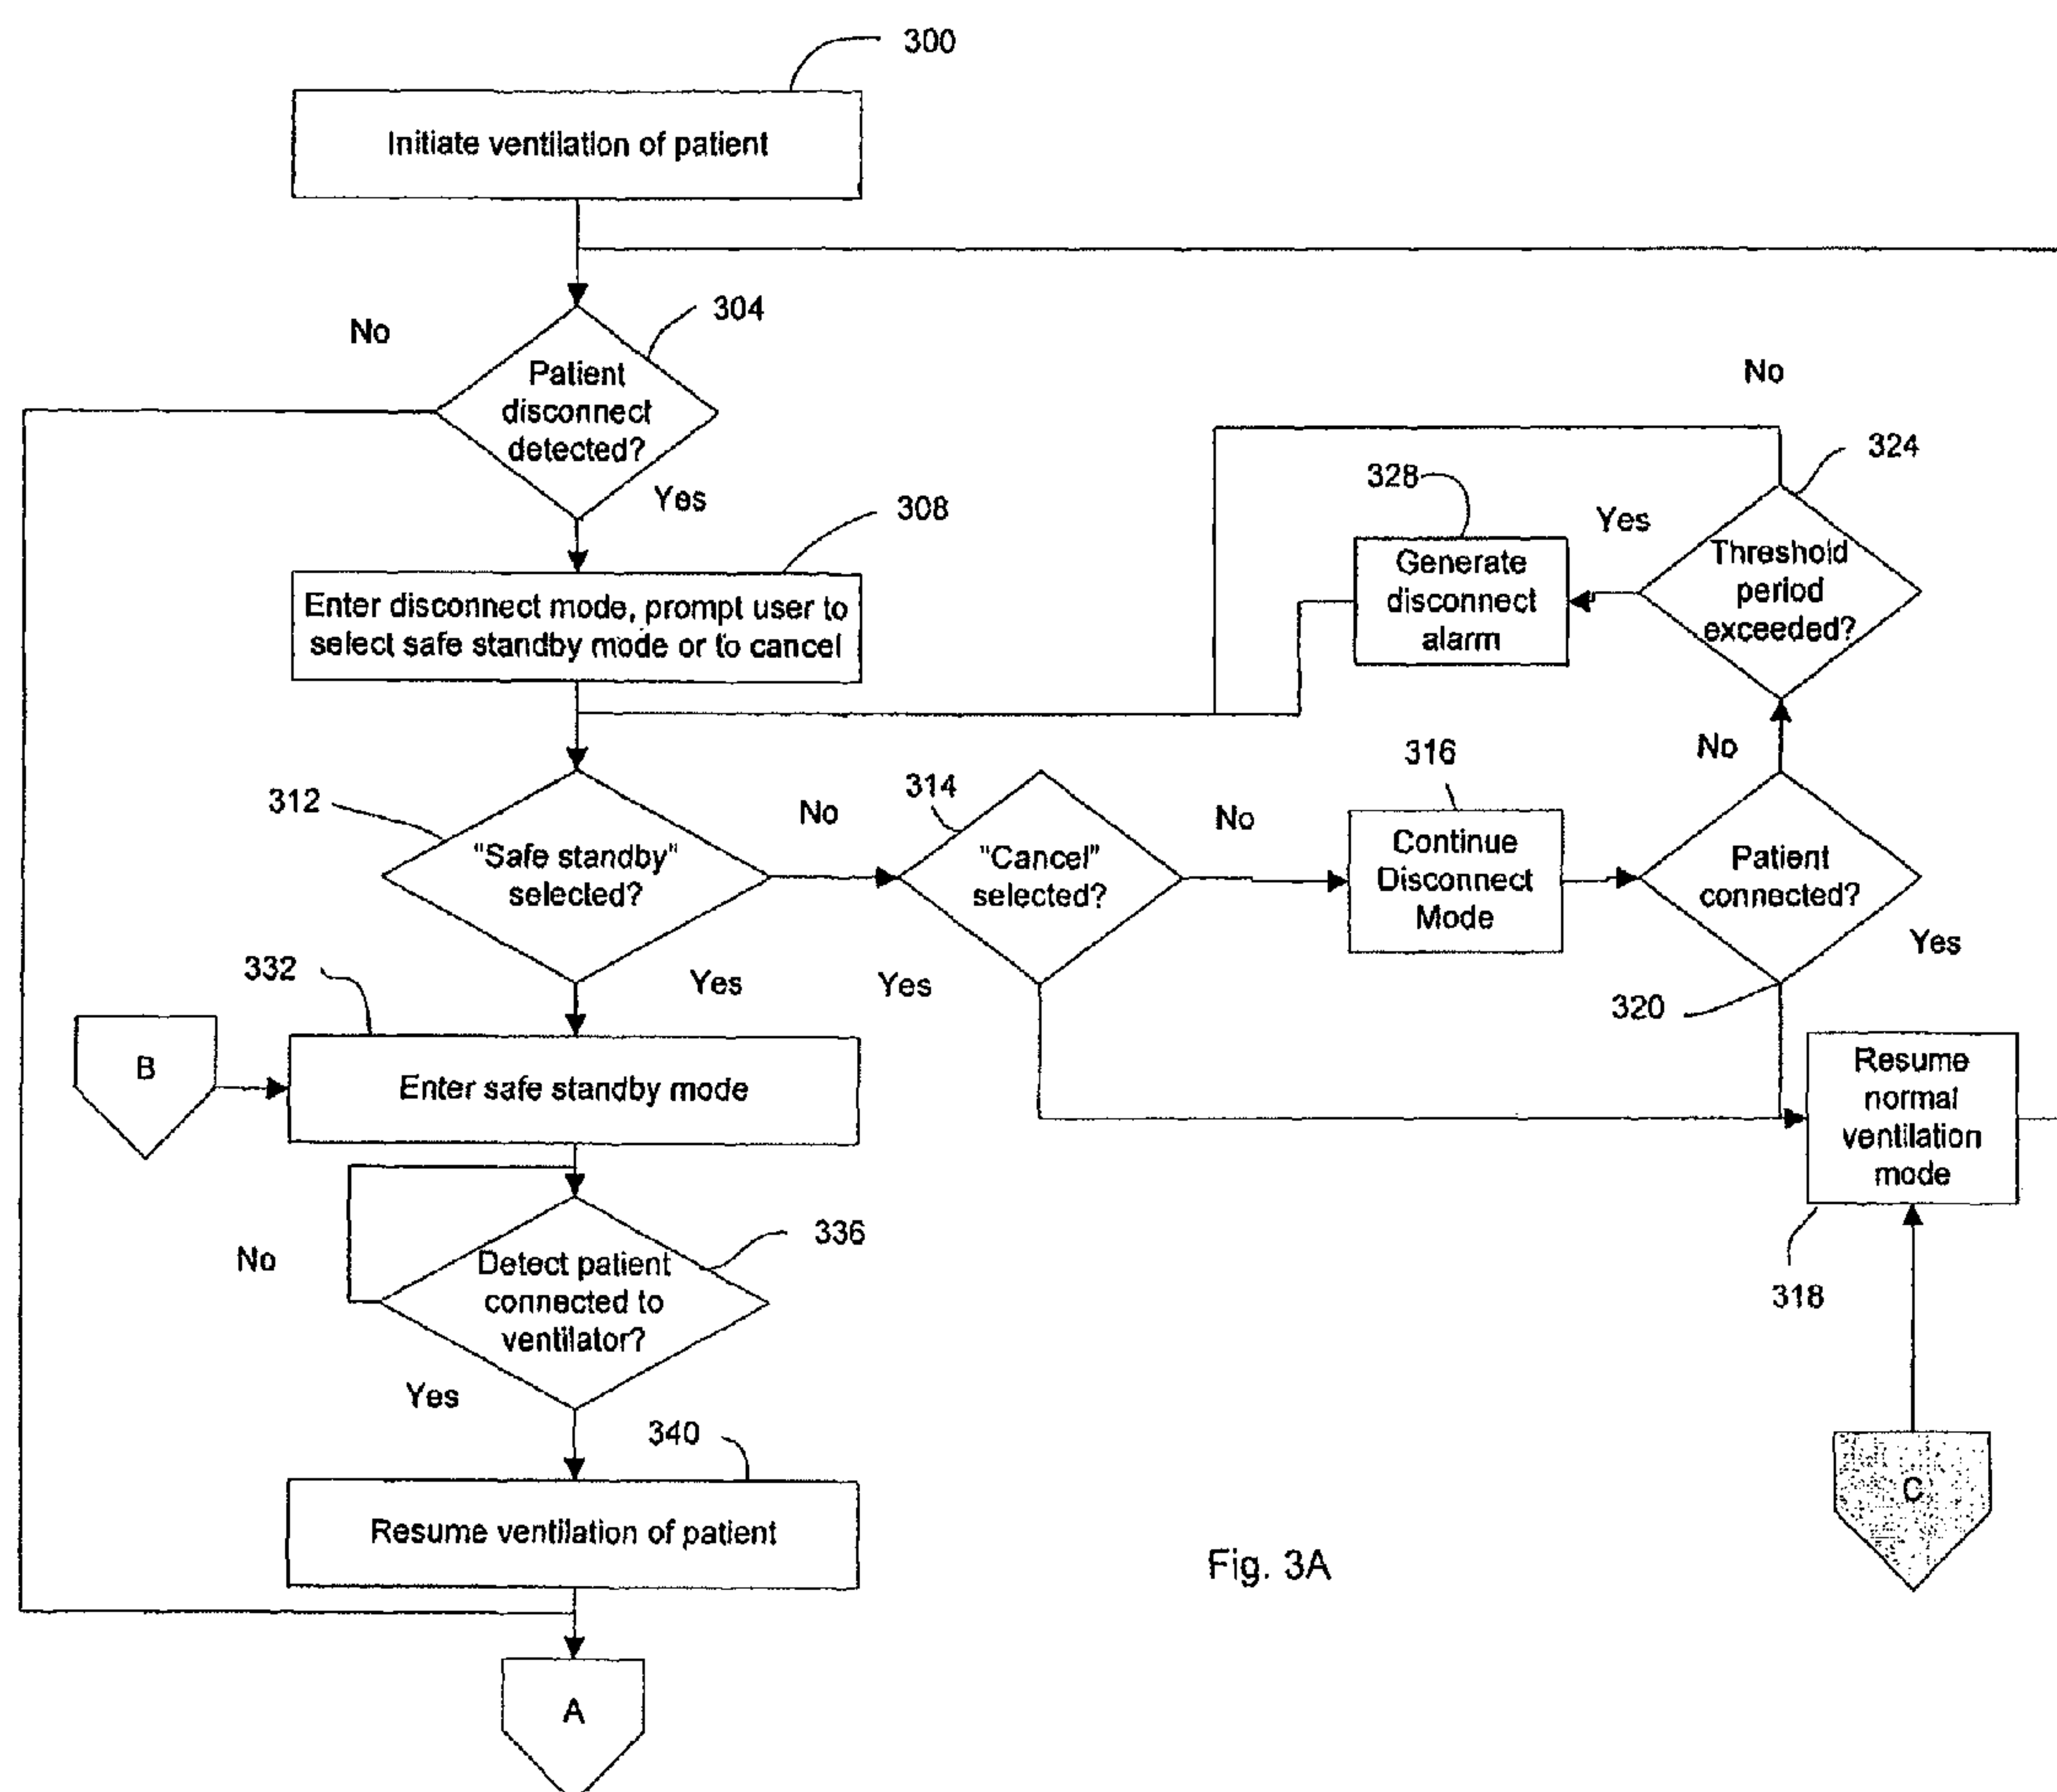 300
Initiate ventilation of patient
304
No
Patient
disconnect
detected?
Yes
308
Enter disconnect mode, prompt user to
select safe standby mode or to cancel
No
324
328
Yes
Generate
disconnect
alarm
Threshold
period
exceeded?
No
312
"Safe standby"
selected?
No
314
"Cancel"
selected?
No
316
Continue
Disconnect
Mode
Patient
connected?
Yes
320
332
Yes
Yes
B
Enter safe standby mode
Resume
normal
ventilation
mode
318
336
No
Detect patient
connected to
ventilator?
Yes
340
Resume ventilation of patient
C
Fig. 3A
A